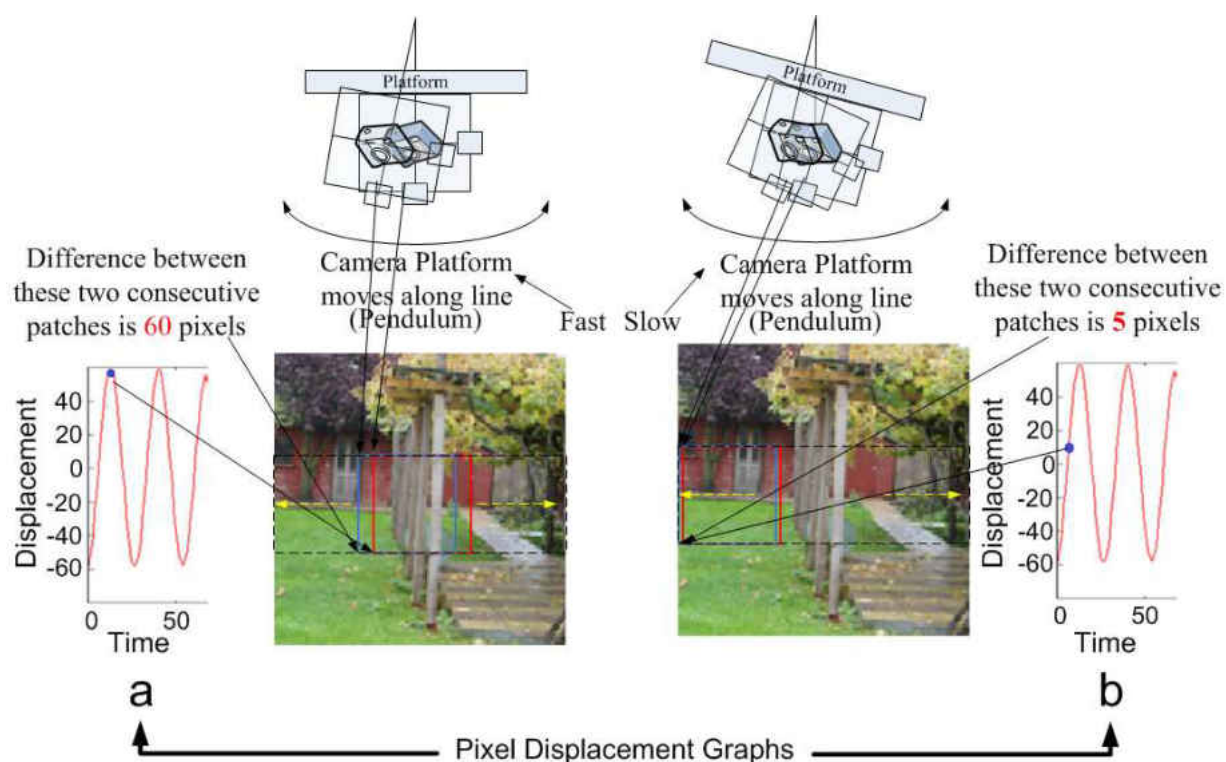 Platform
Platform
Difference between
these two consecutive
patches is 60 pixels
Camera Platform
moves along line
(Pendulum)
Fast
Slow
Camera Platform
moves along line
(Pendulum)
Difference between
these two consecutive
patches is 5 pixels
Displacement
40
20
0
-20
-40
-60
0
50
Time
Displacement
40
20
0
-20
-40
-60
0
50
Time
a
b
Pixel Displacement Graphs